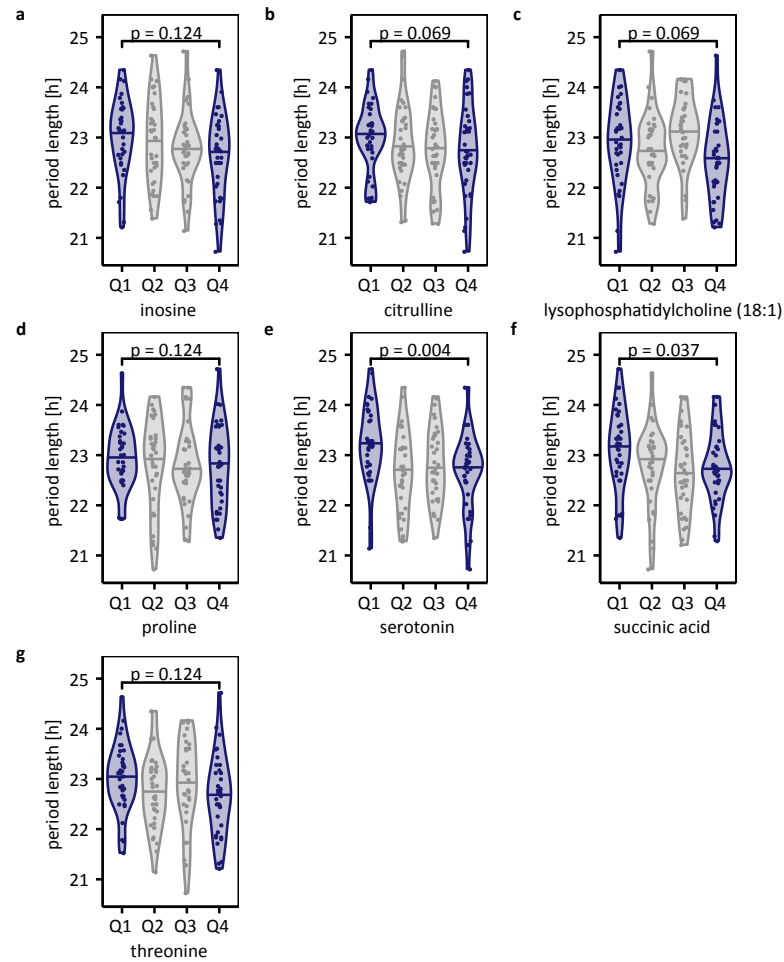 a
p = 0.124
period length [h]
25
24
23
22
21
Q1 Q2 Q3 Q4
inosine
b
p = 0.069
period length [h]
25
24
23
22
21
Q1 Q2 Q3 Q4
citrulline
c
p = 0.069
period length [h]
25
24
23
22
21
Q1 Q2 Q3 Q4
lysophosphatidylcholine (18:1)
d
p = 0.124
period length [h]
25
24
23
22
21
Q1 Q2 Q3 Q4
proline
e
p = 0.004
period length [h]
25
24
23
22
21
Q1 Q2 Q3 Q4
serotonin
f
p = 0.037
period length [h]
25
24
23
22
21
Q1 Q2 Q3 Q4
succinic acid
g
p = 0.124
period length [h]
25
24
23
22
21
Q1 Q2 Q3 Q4
threonine